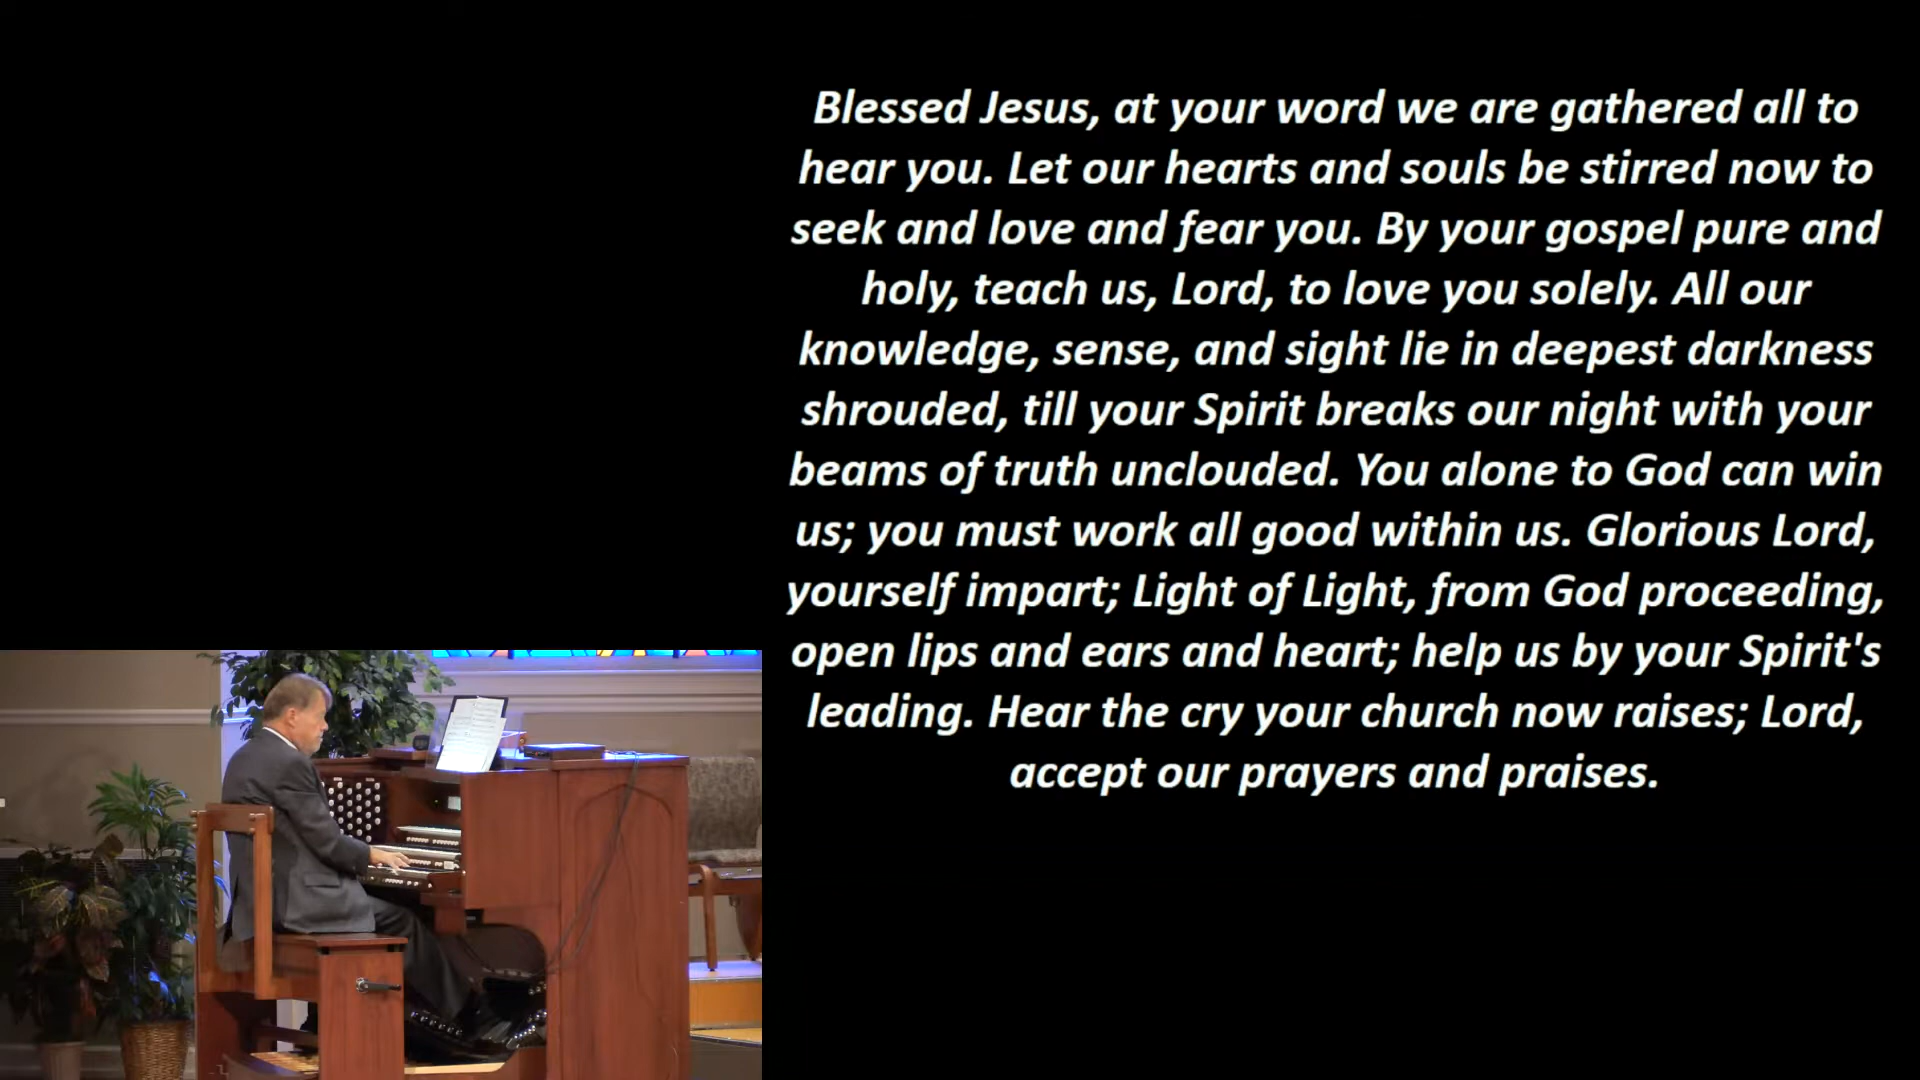 Blessed Jesus, at your word we are gathered all to
hear you. Let our hearts and souls be stirred now to
seek and love and fear you. By your gospel pure and
holy, teach us, Lord, to love you solely. All our
knowledge, sense, and sight lie in deepest darkness
shrouded, till your Spirit breaks our night with your
beams of truth unclouded. You alone to God can win
us; you must work all good within us. Glorious Lord,
yourself impart; Light of Light, from God proceeding,
open lips and ears and heart; help us by your Spirit's
leading. Hear the cry your church now raises; Lord,
accept our prayers and praises.